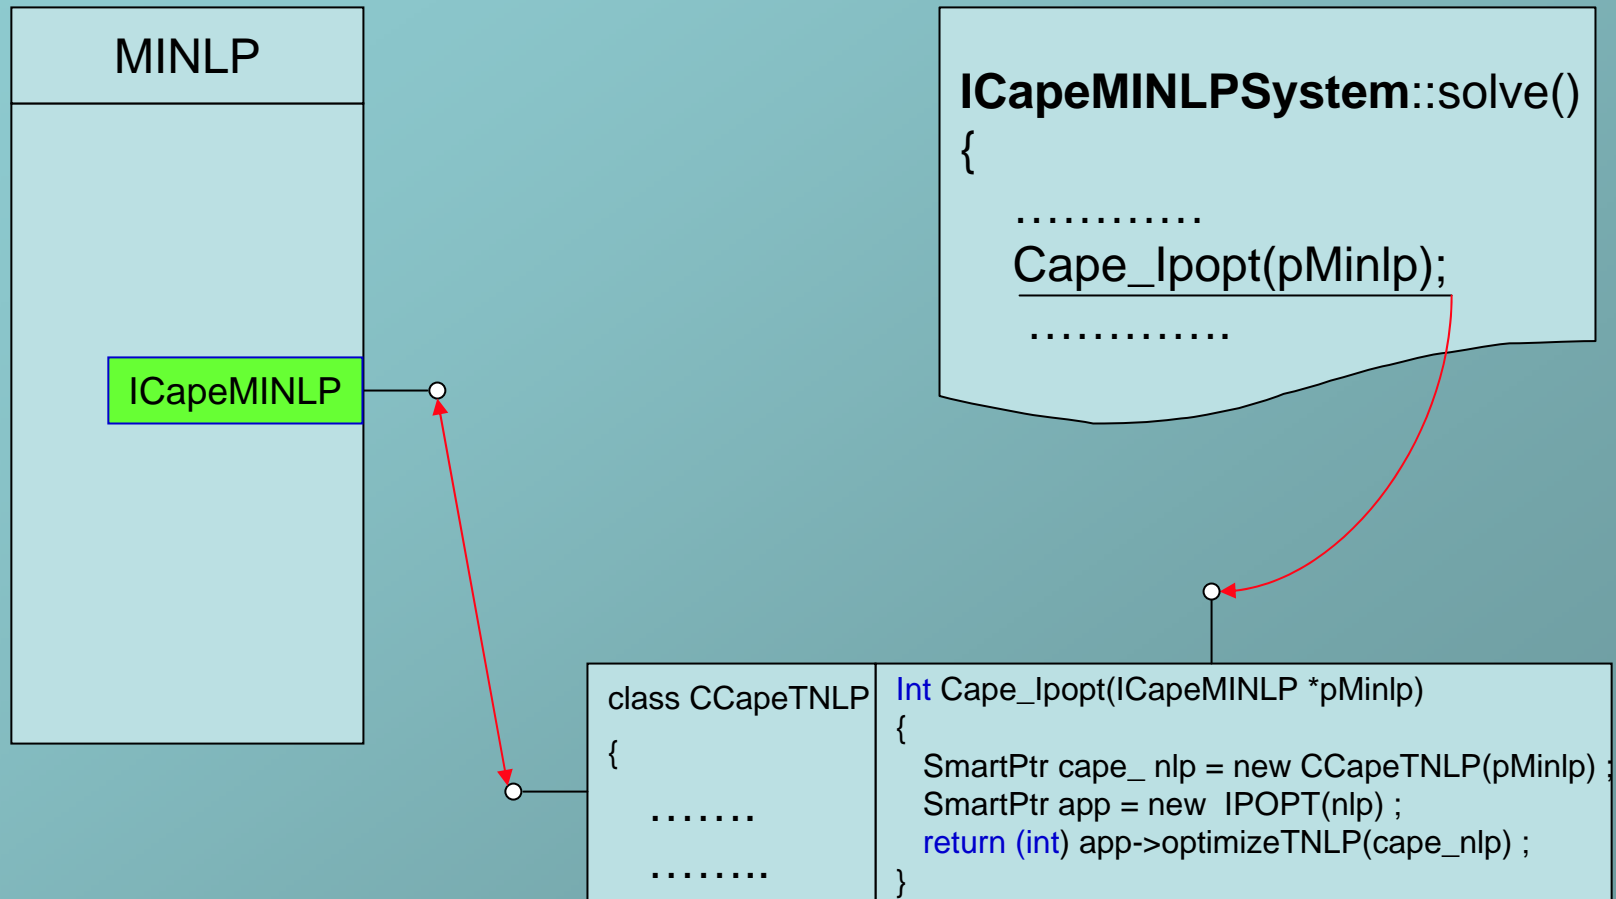 MINLP
ICapeMINLP
ICapeMINLPSystem::solve()
{
…………
Cape_Ipopt(pMinlp);
………….
class CCapeTNLP
{
…….
……..
Int Cape_Ipopt(ICapeMINLP *pMinlp)
{
SmartPtr cape_ nlp = new CCapeTNLP(pMinlp) ;
SmartPtr app = new  IPOPT(nlp) ;
return (int) app->optimizeTNLP(cape_nlp) ;
}